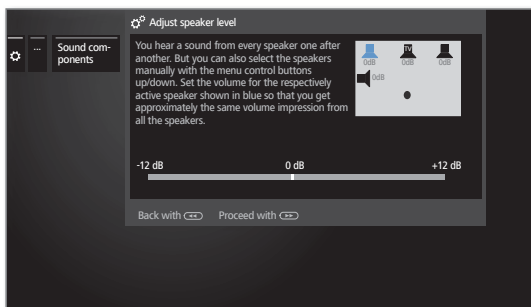 Adjust speaker level
...
Sound com-
ponents
You hear a sound from every speaker one after
another. But you can also select the speakers
manually with the menu control buttons
up/down. Set the volume for the respectively
active speaker shown in blue so that you get
approximately the same volume impression from
all the speakers.
TV
0dB 0dB 0dB
0dB
-12 dB 0 dB +12 dB
Back with Proceed with